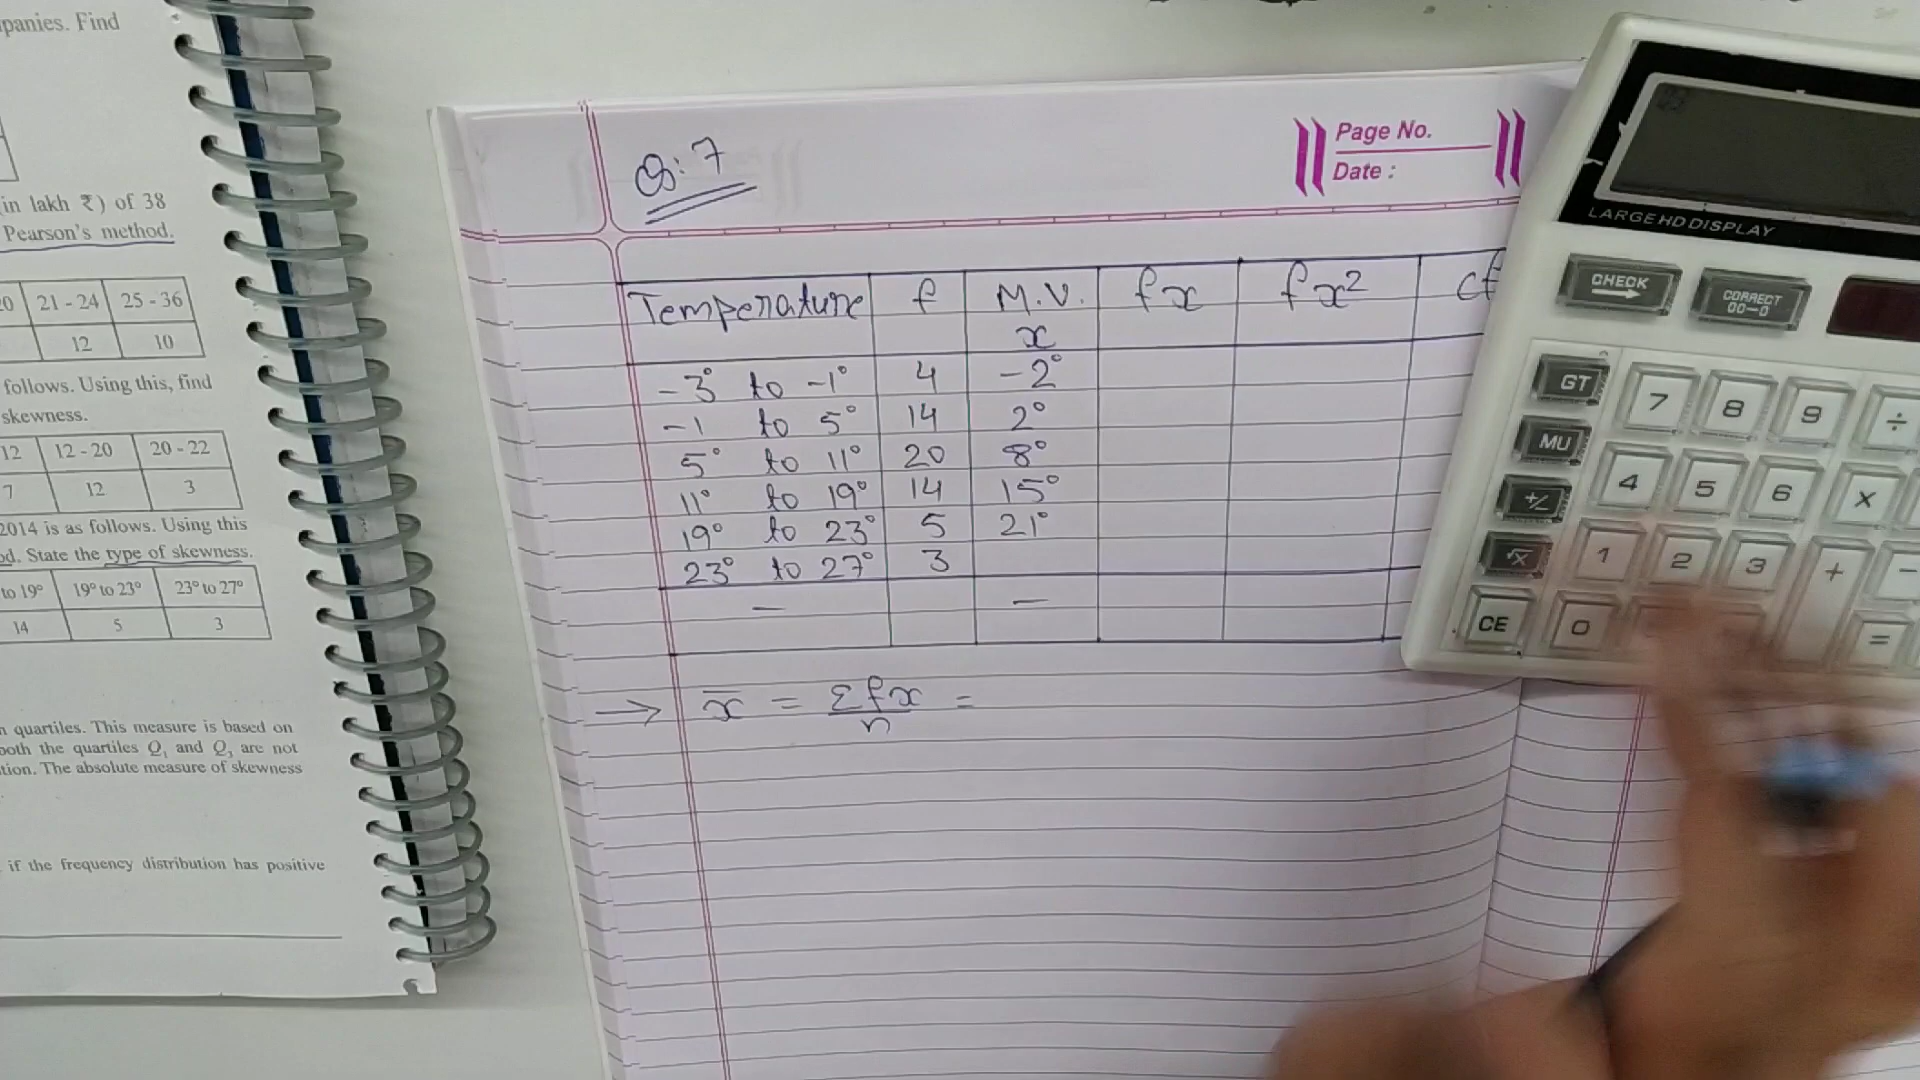 panies. Find
in lakh ₹) of 38
Pearson's method.
0 21 - 24 25 - 36
12 10
follows. Using this, find
skewness.
12 12 - 20 20 - 22
7 12 3
2014 is as follows. Using this
od. State the type of skewness.
to 19° 19° to 23° 23° to 27°
14 5 3
n quartiles. This measure is based on
both the quartiles Q₁ and Q₃ are not
tion. The absolute measure of skewness
if the frequency distribution has positive
Q:7
Page No.
Date :
Temperature f M.V. x fx fx² cf
-3° to -1° 4 -2°
-1 to 5° 14 2°
5° to 11° 20 8°
11° to 19° 14 15°
19° to 23° 5 21°
23° to 27° 3
— —
→ x̄ = Σfx/n =
LARGE HD DISPLAY
CHECK → CORRECT 00→0
GT 7 8 9 ÷
MU 4 5 6 X
+/- 1 2 3 + −
√x
CE 0 =